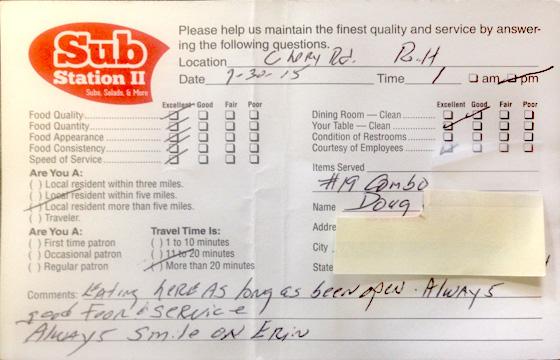 Sub
Station II
Subs, Salads, & More
Please help us maintain the finest quality and service by answer-
ing the following questions.
Location Cherry Rd. R.H
Date 7-30-15 Time 1 am pm
Excellent Good Fair Poor
Food Quality
Food Quantity
Food Appearance
Food Consistency
Speed of Service
Are You A:
( ) Local resident within three miles.
( ) Local resident within five miles.
( ) Local resident more than five miles.
( ) Traveler.
Are You A:
( ) First time patron
( ) Occasional patron
( ) Regular patron
Travel Time Is:
( ) 1 to 10 minutes
( ) 11 to 20 minutes
( ) More than 20 minutes
Excellent Good Fair Poor
Dining Room — Clean
Your Table — Clean
Condition of Restrooms
Courtesy of Employees
Items Served
#19 Combo
Name Doug
Addre
City
State
Comments: Eating here As long as been open. Always
good food & service
Always Smile on Erin